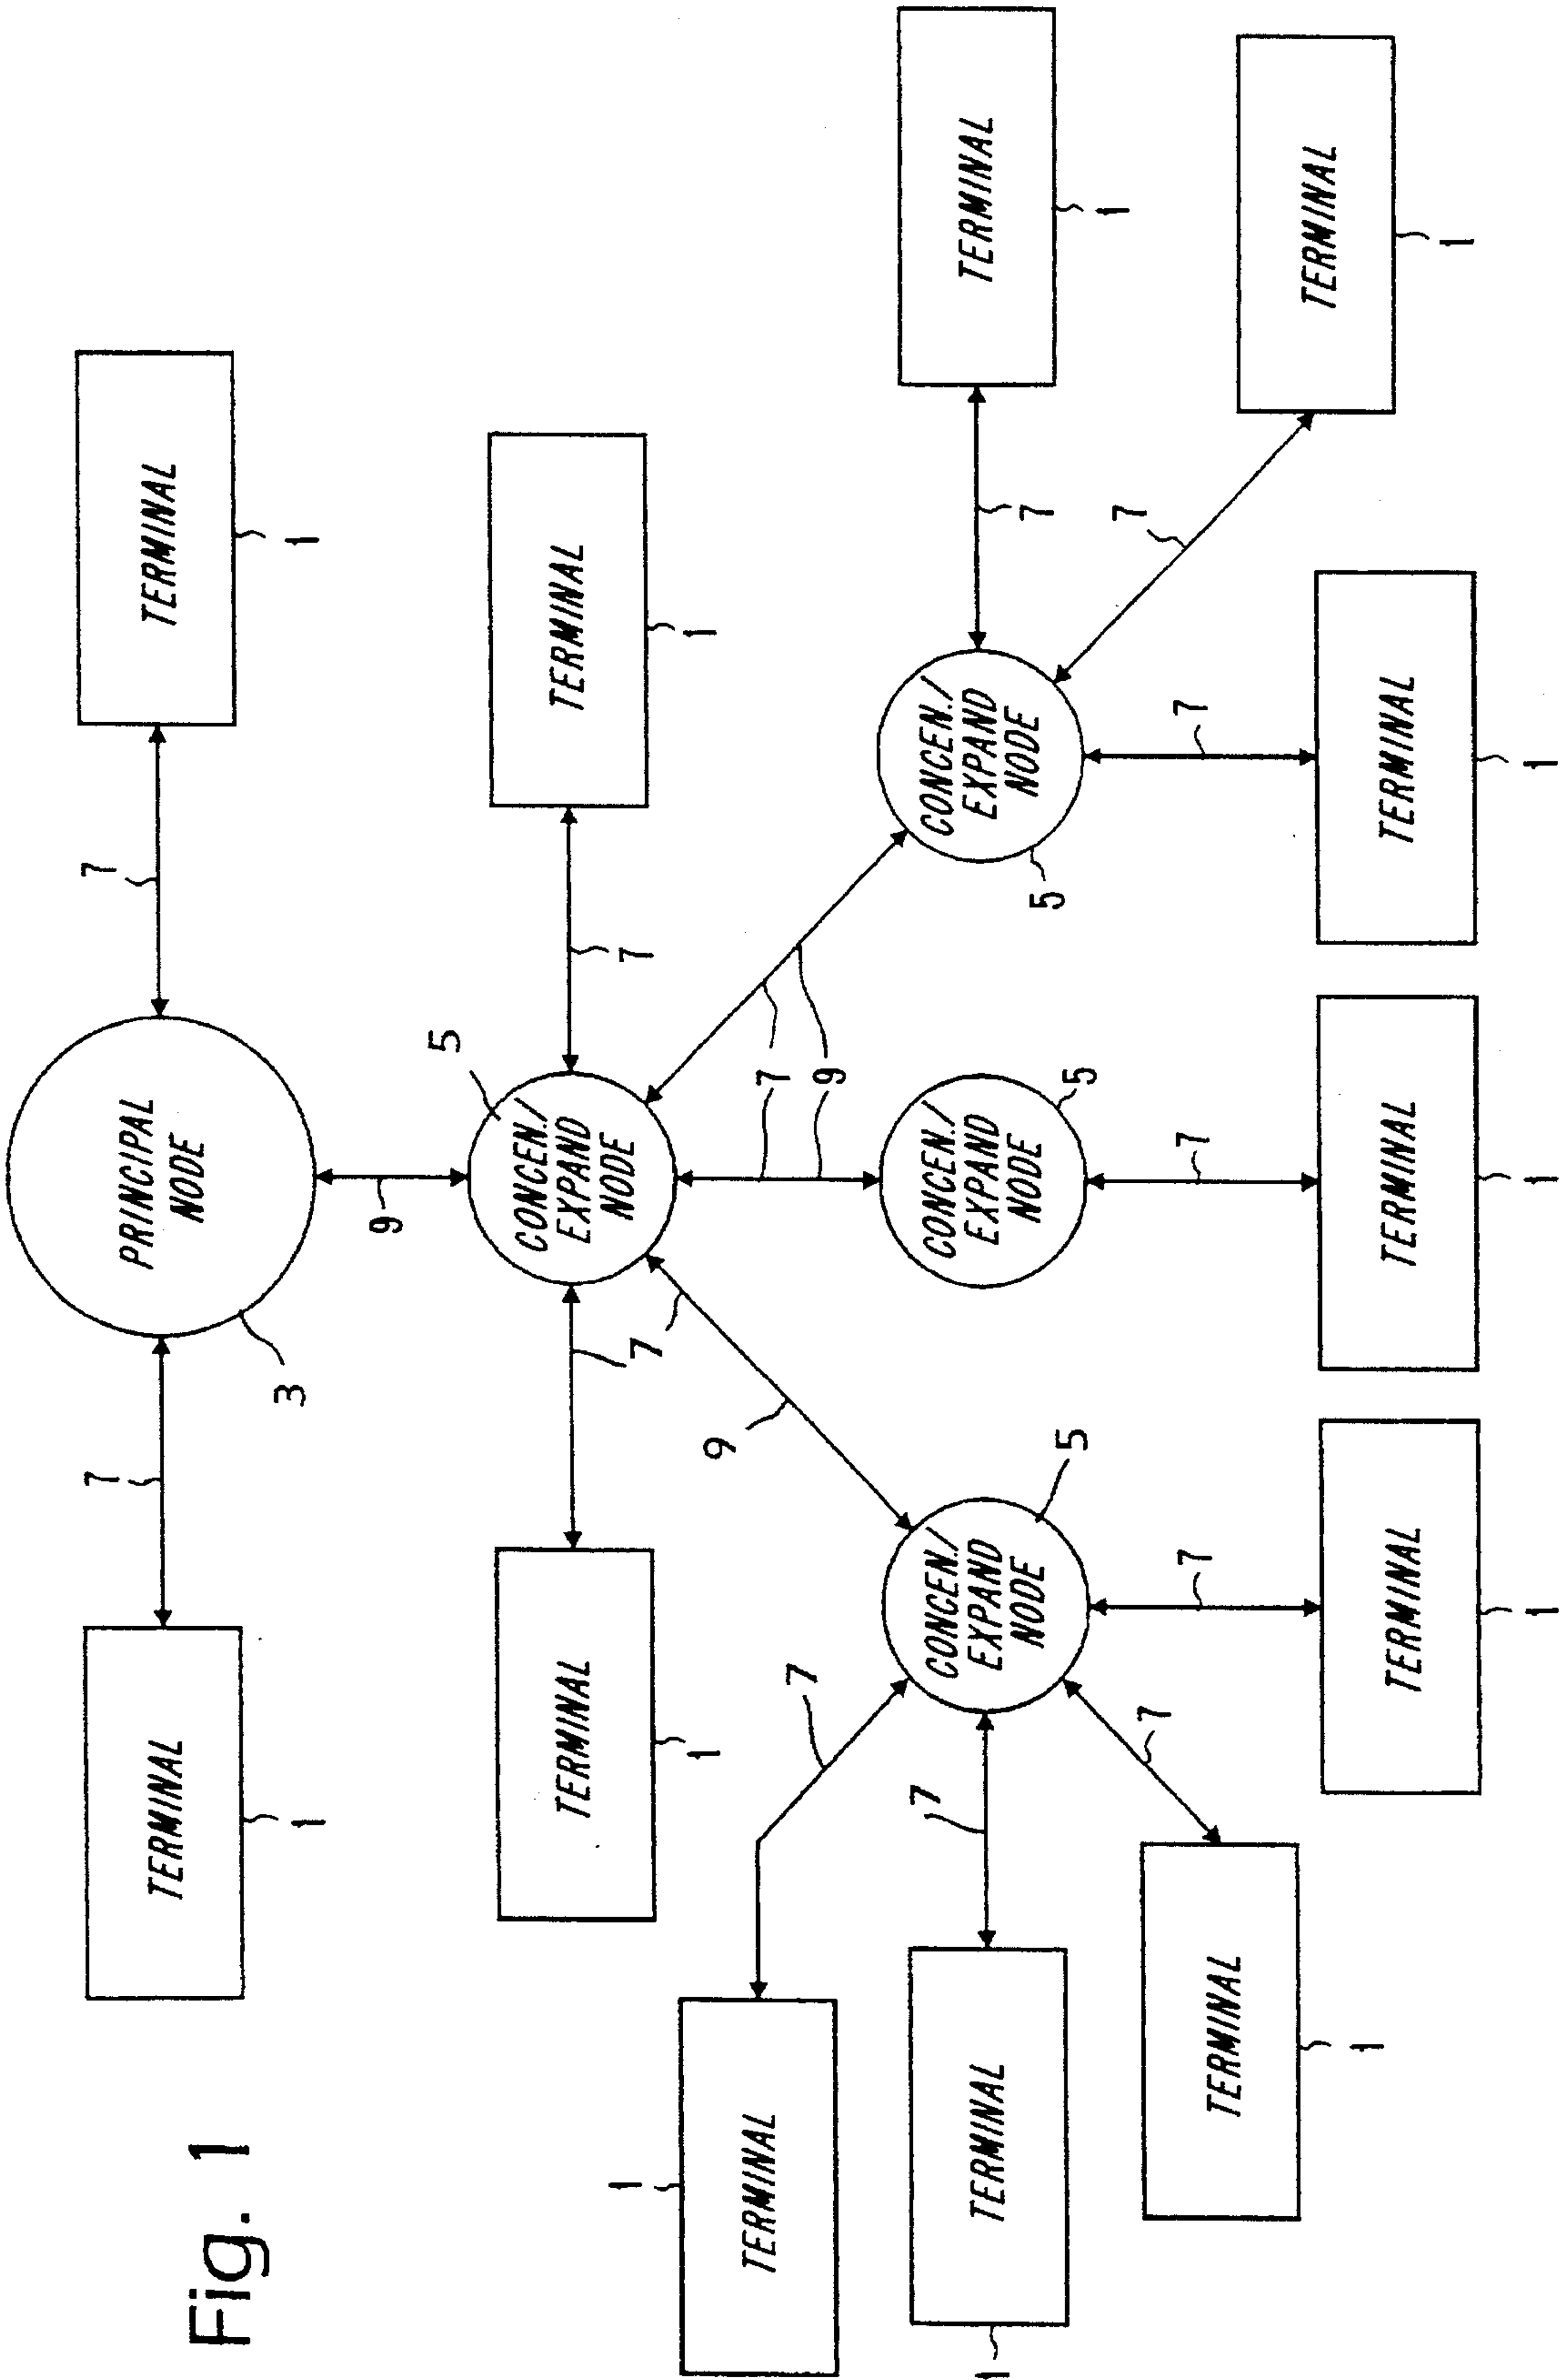 7
7
TERMINAL
PRINCIPAL
NODE
TERMINAL
Fig. 1
1
3
1
9
5
TERMINAL
CONCEN./
EXPAND
NODE
TERMINAL
1
7
7
1
1
9
TERMINAL
7
7
9
7
TERMINAL
CONCEN./
EXPAND
NODE
CONCEN./
EXPAND
NODE
CONCEN./
EXPAND
NODE
TERMINAL
1
5
5
5
7
1
7
7
7
7
7
TERMINAL
TERMINAL
1
TERMINAL
TERMINAL
TERMINAL
1
1
1
1